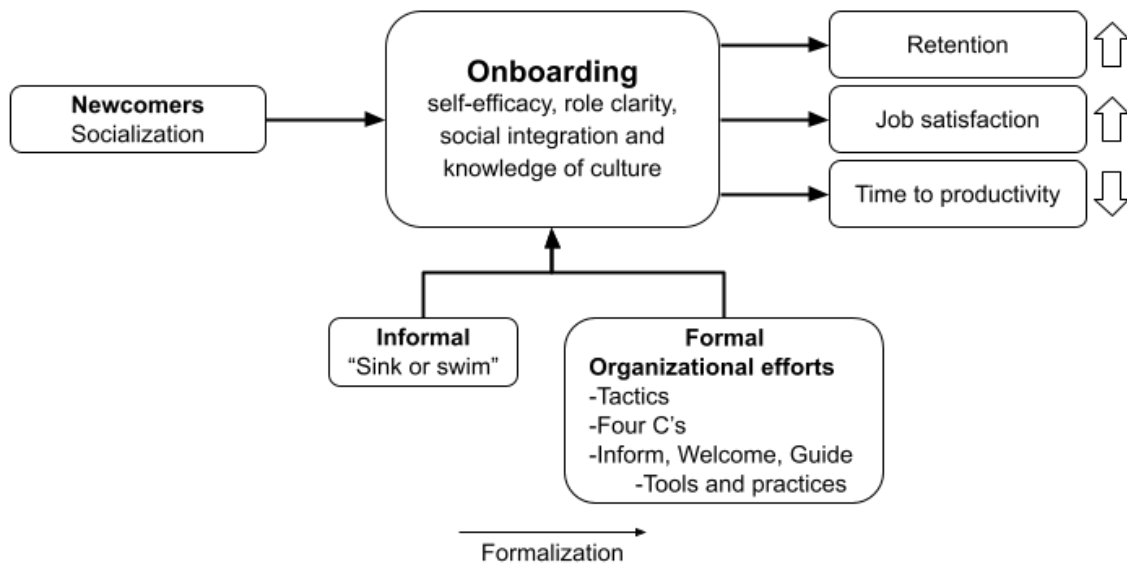 Newcomers
Socialization
Onboarding
self-efficacy, role clarity,
social integration and
knowledge of culture
Retention
Job satisfaction
Time to productivity
Informal
“Sink or swim”
Formal
Organizational efforts
-Tactics
-Four C's
-Inform, Welcome, Guide
-Tools and practices
Formalization